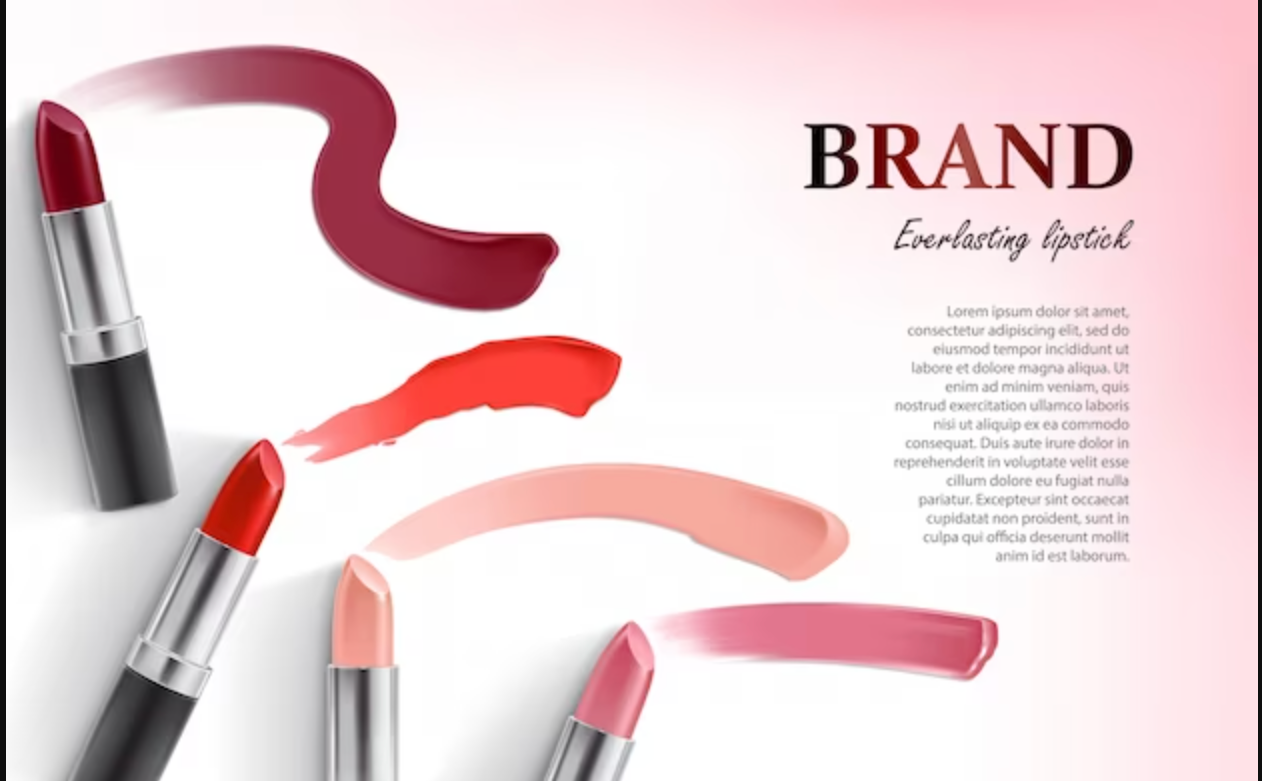 BRAND
Everlasting lipstick
Lorem ipsum dolor sit amet,
consectetur adipiscing elit, sed do
eiusmod tempor incididunt ut
labore et dolore magna aliqua. Ut
enim ad minim veniam, quis
nostrud exercitation ullamco laboris
nisi ut aliquip ex ea commodo
consequat. Duis aute irure dolor in
reprehenderit in voluptate velit esse
cillum dolore eu fugiat nulla
pariatur. Excepteur sint occaecat
cupidatat non proident, sunt in
culpa qui officia deserunt mollit
anim id est laborum.